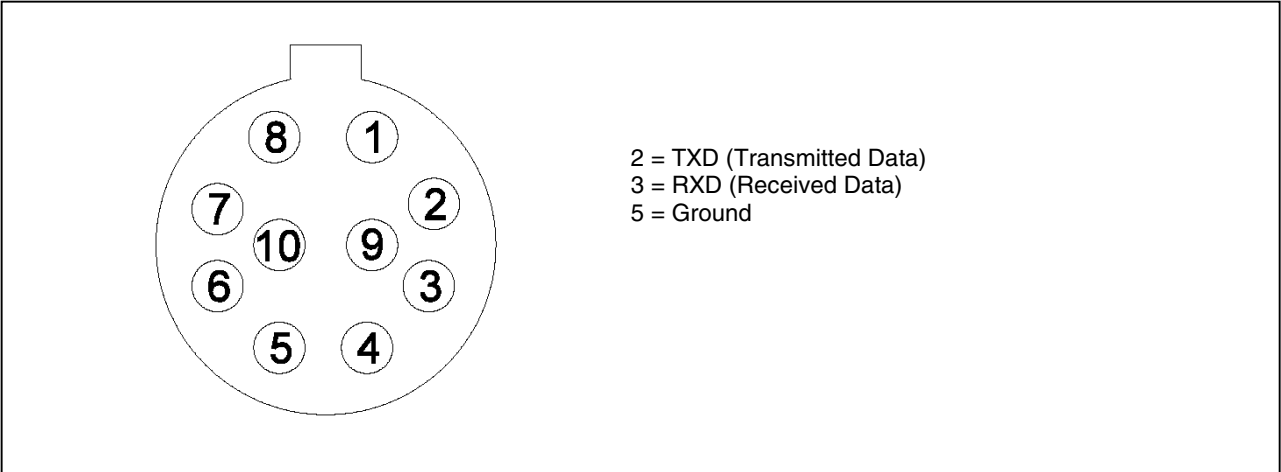 8 1
7 2
10 9
6 3
5 4
2 = TXD (Transmitted Data)
3 = RXD (Received Data)
5 = Ground